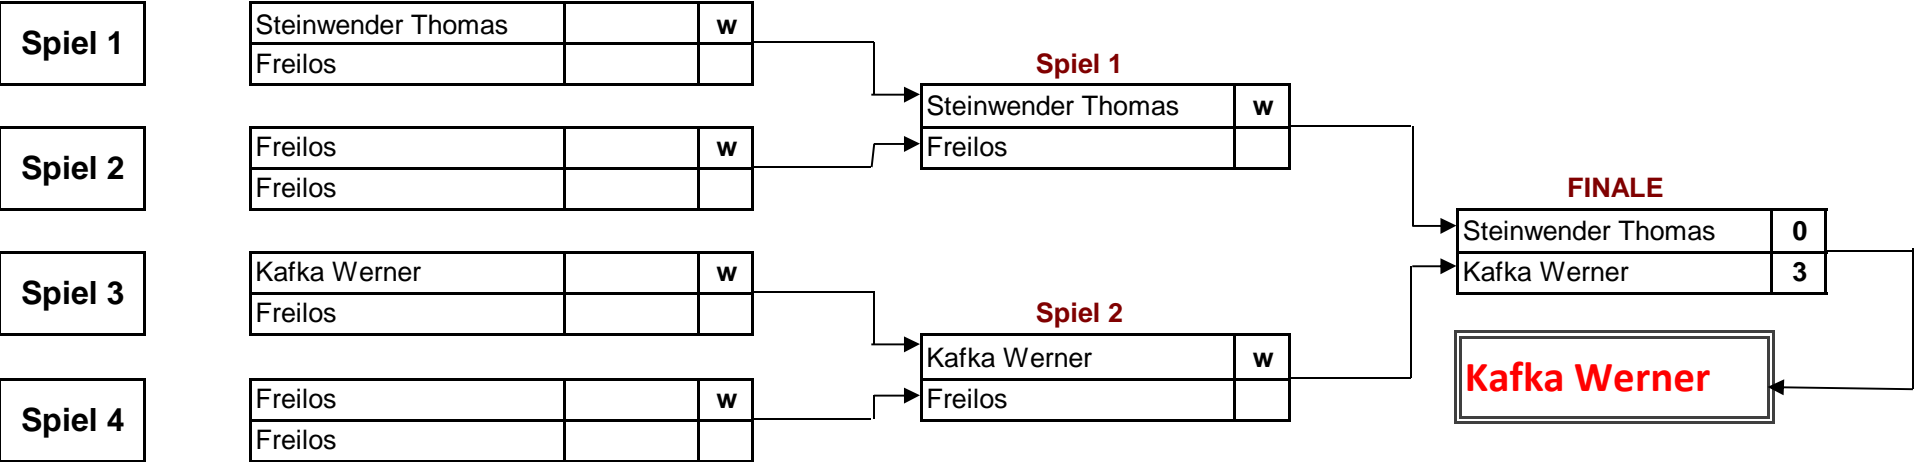 Spiel 1
Steinwender Thomas w
Freilos
Spiel 2
Freilos w
Freilos
Spiel 3
Kafka Werner w
Freilos
Spiel 4
Freilos w
Freilos
Spiel 1
Steinwender Thomas w
Freilos
Spiel 2
Kafka Werner w
Freilos
FINALE
Steinwender Thomas 0
Kafka Werner 3
Kafka Werner